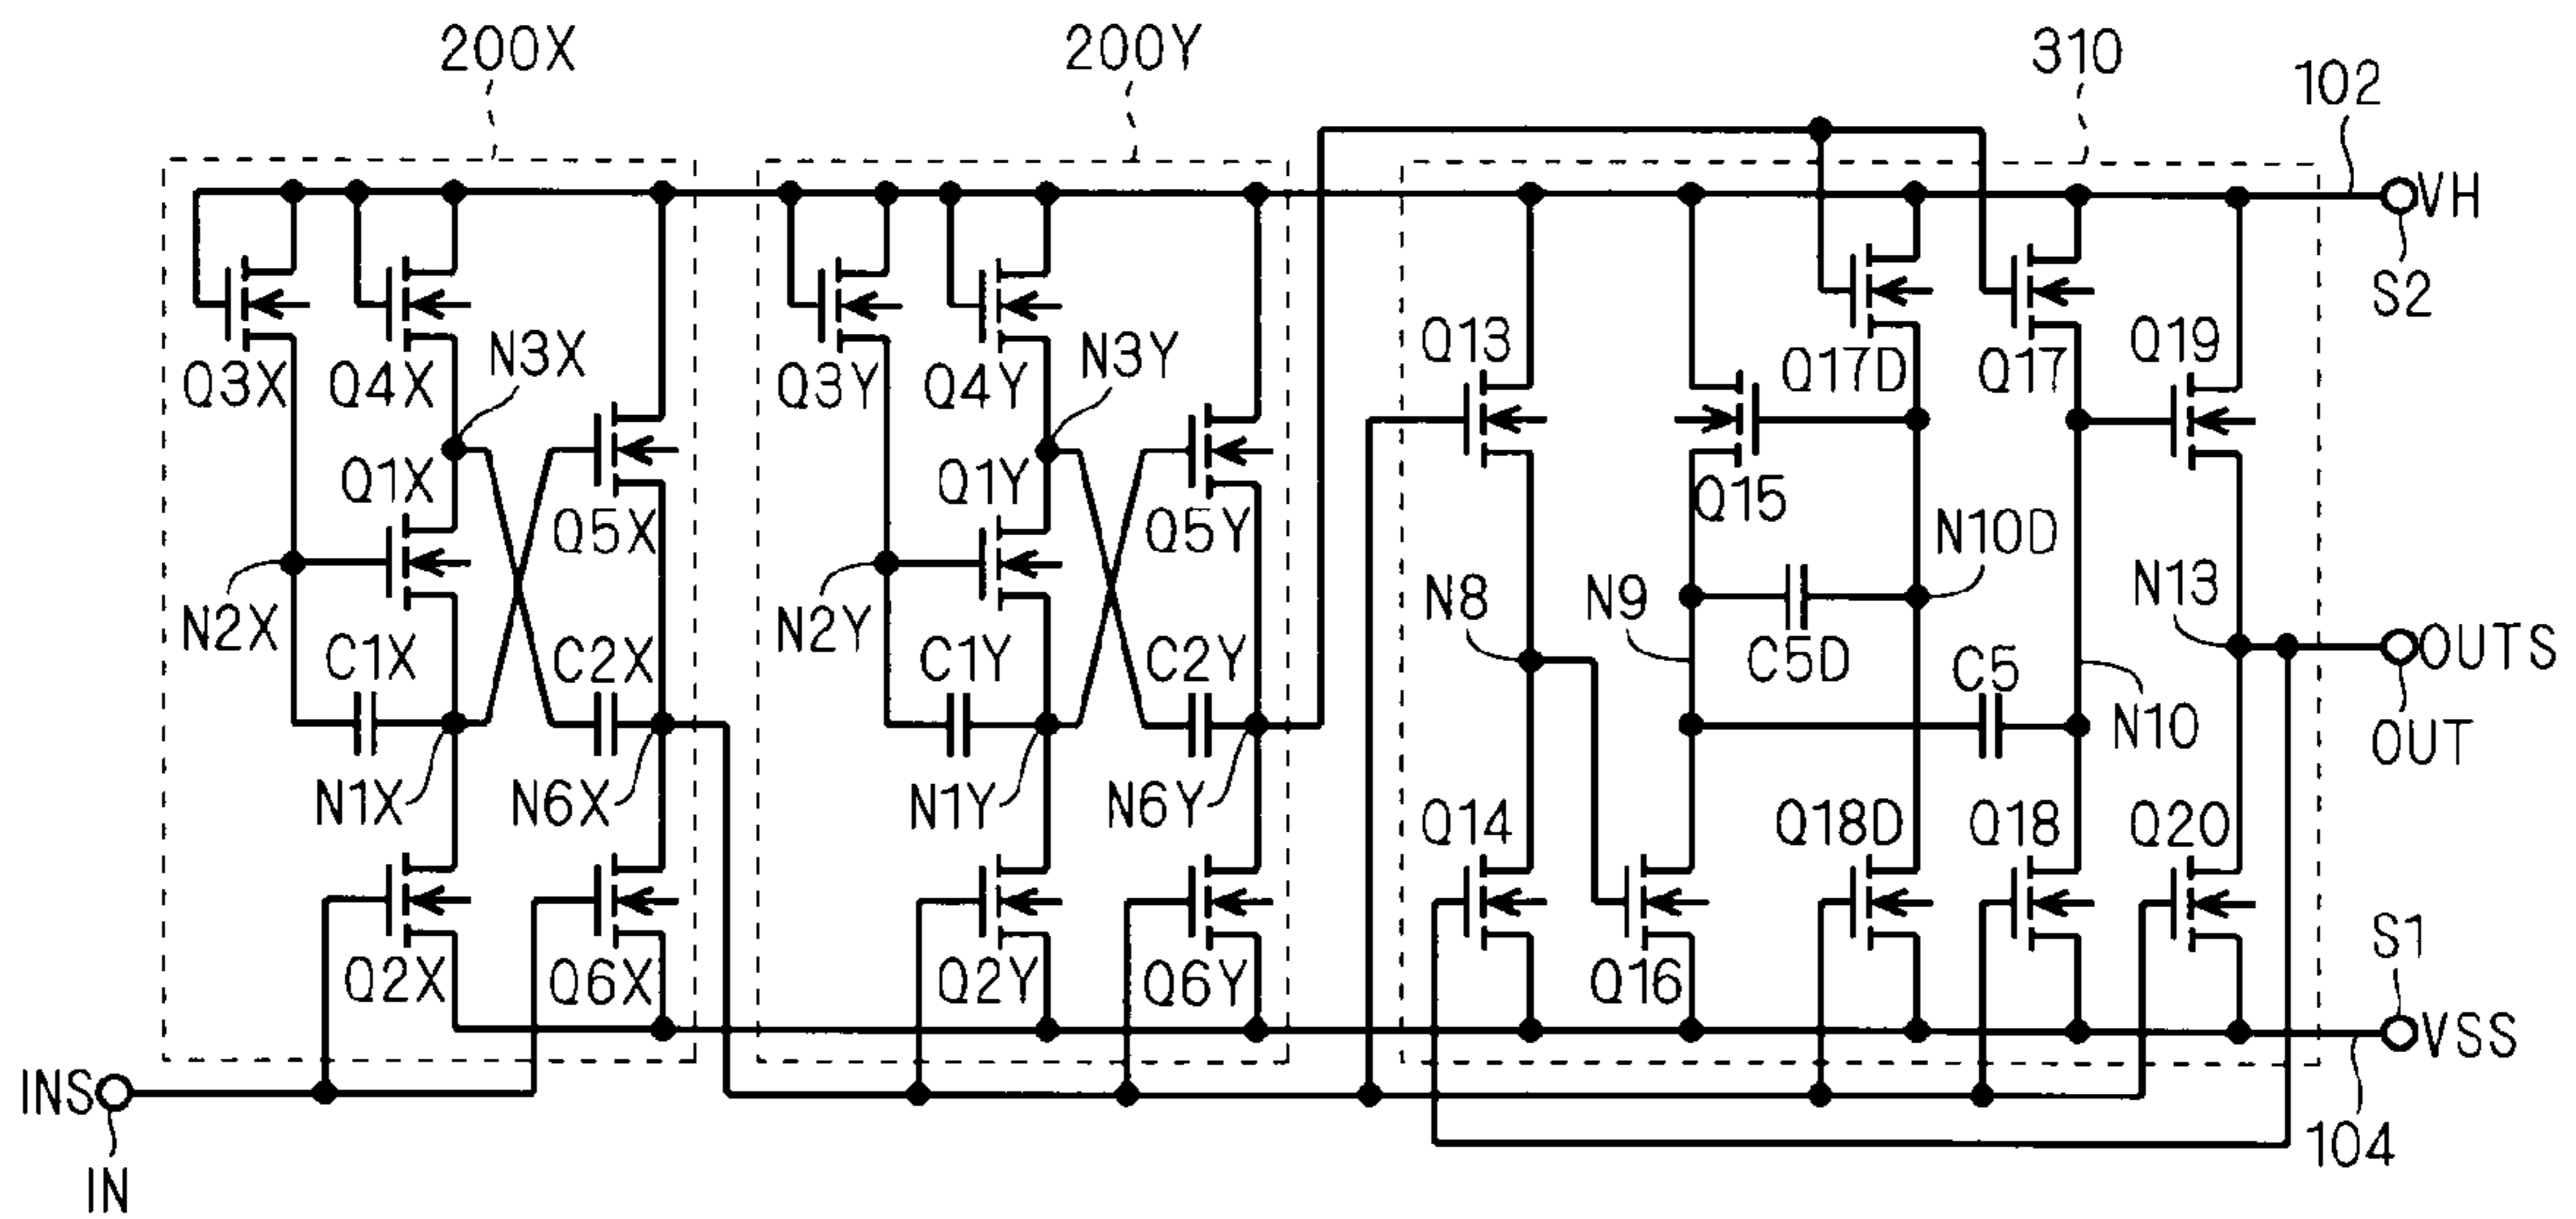 200X
200Y
310
102
VH
S2
Q3X
Q4X
N3X
Q3Y
Q4Y
N3Y
Q13
Q17D
Q17
Q19
Q1X
Q5X
Q1Y
Q5Y
Q15
N10D
N2X
C1X
C2X
N2Y
C1Y
C2Y
N8
N9
C5D
C5
N13
OUTS
N10
OUT
N1X
N6X
N1Y
N6Y
Q14
Q18D
Q18
Q20
Q2X
Q6X
Q2Y
Q6Y
Q16
S1
VSS
INS
104
IN